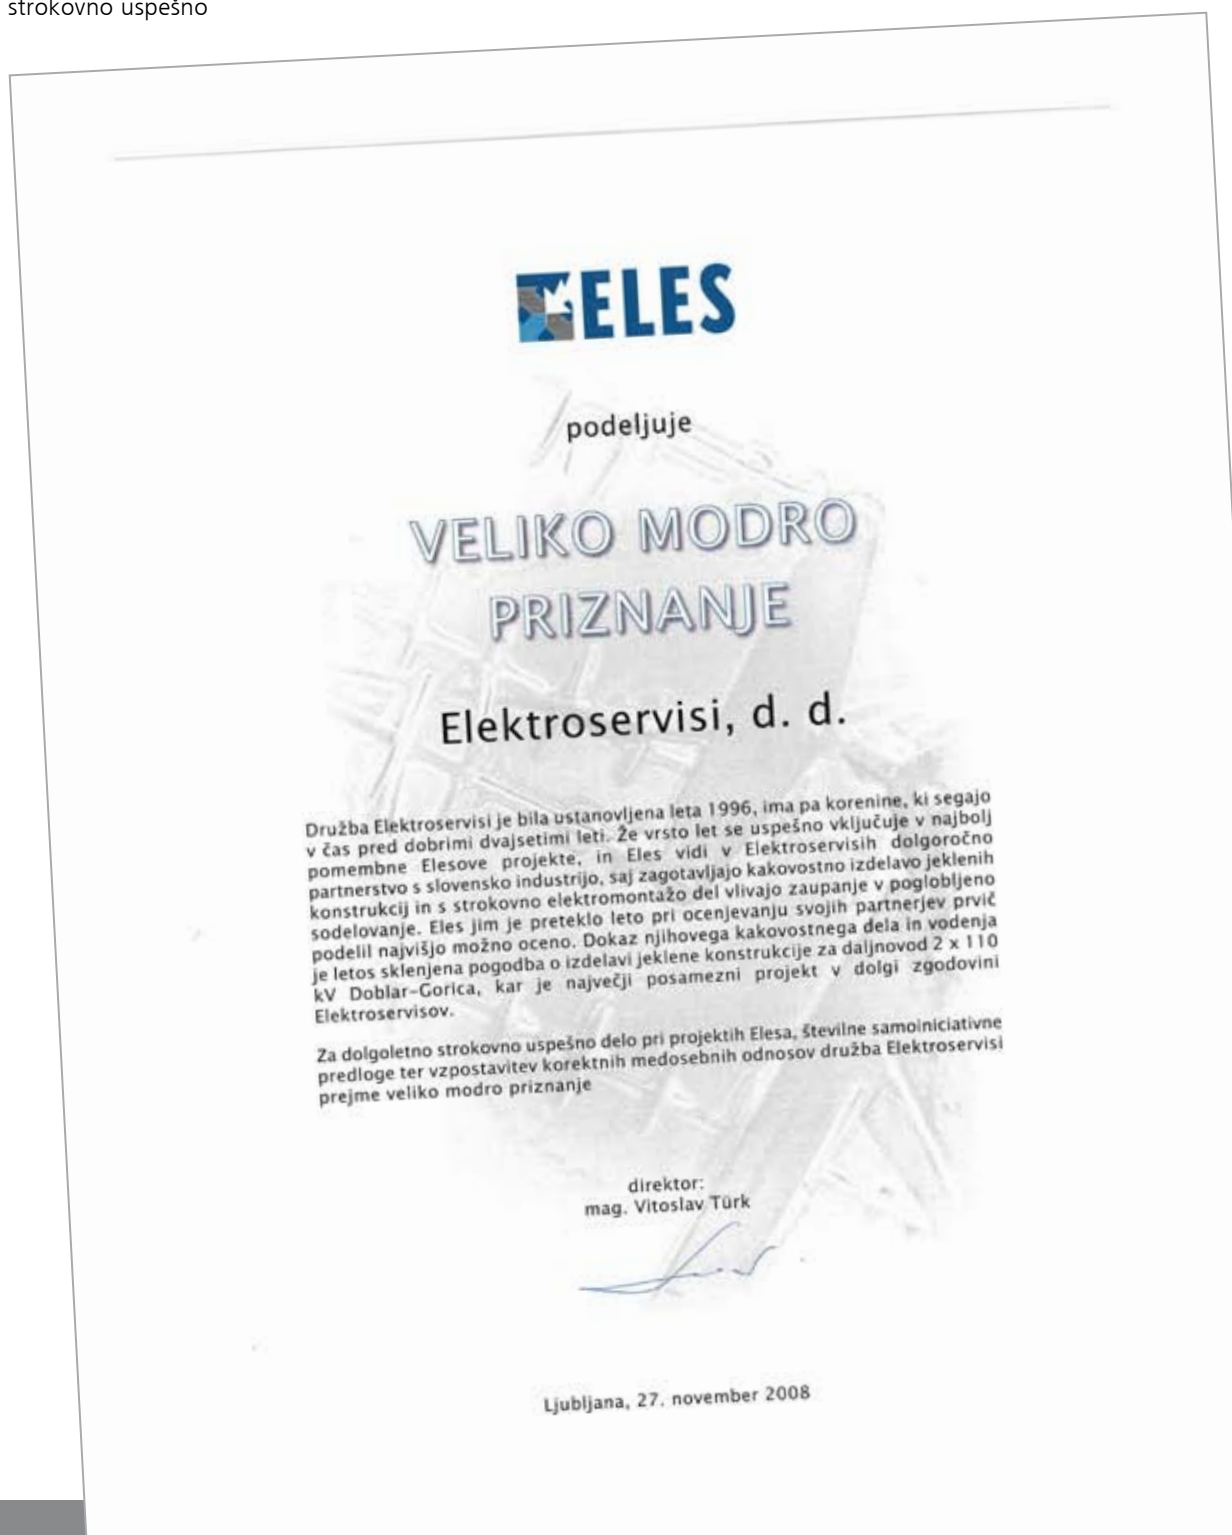 strokovno uspešno
ELES
podeljuje
VELIKO MODRO
PRIZNANJE
Elektroservisi, d. d.
Družba Elektroservisi je bila ustanovljena leta 1996, ima pa korenine, ki segajo
v čas pred dobrimi dvajsetimi leti. Že vrsto let se uspešno vključuje v najbolj
pomembne Elesove projekte, in Eles vidi v Elektroservisih dolgoročno
partnerstvo s slovensko industrijo, saj zagotavljajo kakovostno izdelavo jeklenih
konstrukcij in s strokovno elektromontažo del vlivajo zaupanje v poglobljeno
sodelovanje. Eles jim je preteklo leto pri ocenjevanju svojih partnerjev prvič
podelil najvišjo možno oceno. Dokaz njihovega kakovostnega dela in vodenja
je letos sklenjena pogodba o izdelavi jeklene konstrukcije za daljnovod 2 x 110
kV Doblar-Gorica, kar je največji posamezni projekt v dolgi zgodovini
Elektroservisov.
Za dolgoletno strokovno uspešno delo pri projektih Elesa, številne samoiniciativne
predloge ter vzpostavitev korektnih medosebnih odnosov družba Elektroservisi
prejme veliko modro priznanje
direktor:
mag. Vitoslav Türk
Ljubljana, 27. november 2008